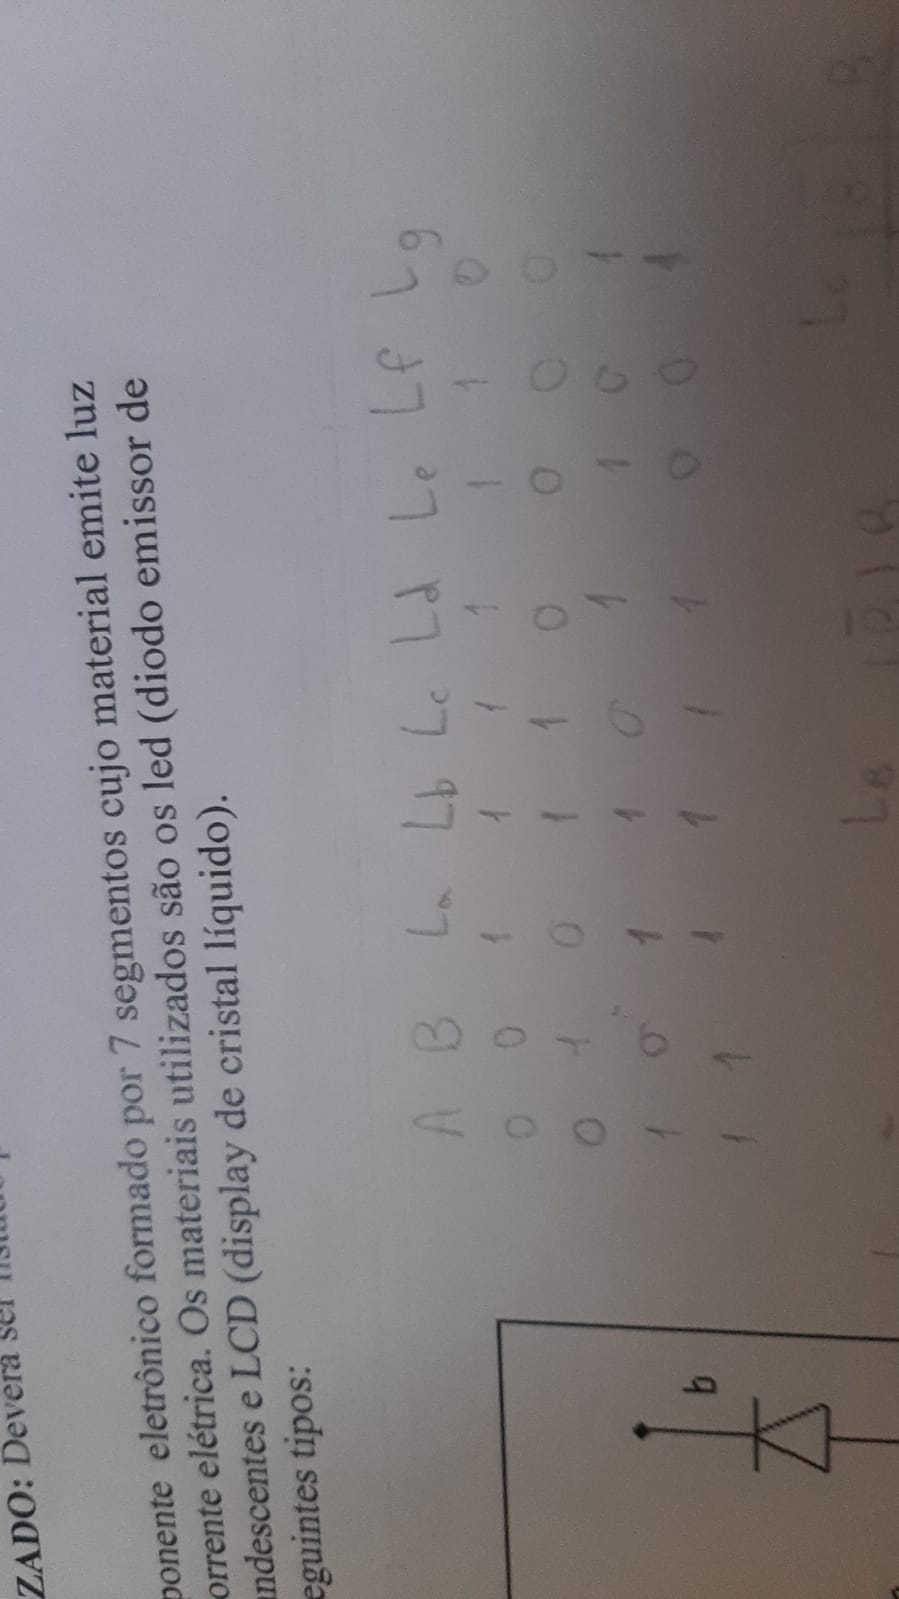 ZADO: Deverá ser
ponente eletrônico formado por 7 segmentos cujo material emite luz
orrente elétrica. Os materiais utilizados são os led (diodo emissor de
ndescentes e LCD (display de cristal líquido).
eguintes tipos:
A B La Lb Lc Ld Le Lf Lg
0 0 1 1 1 1 1 1 0
0 1 0 1 1 0 0 0 0
1 0 1 1 0 1 1 0 1
1 1 1 1 1 1 0 0 1
b
LB B̅ B
Lc B̅ B